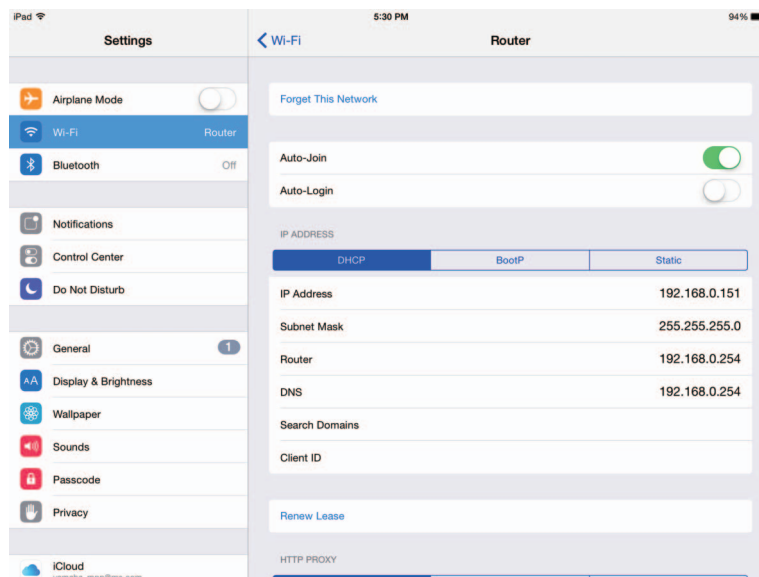 iPad 5:30 PM 94%
Settings
Wi-Fi
Router
Airplane Mode
Wi-Fi Router
Bluetooth Off
Notifications
Control Center
Do Not Disturb
General 1
AA Display & Brightness
Wallpaper
Sounds
Passcode
Privacy
iCloud
Forget This Network
Auto-Join
Auto-Login
IP ADDRESS
DHCP BootP Static
IP Address 192.168.0.151
Subnet Mask 255.255.255.0
Router 192.168.0.254
DNS 192.168.0.254
Search Domains
Client ID
Renew Lease
HTTP PROXY